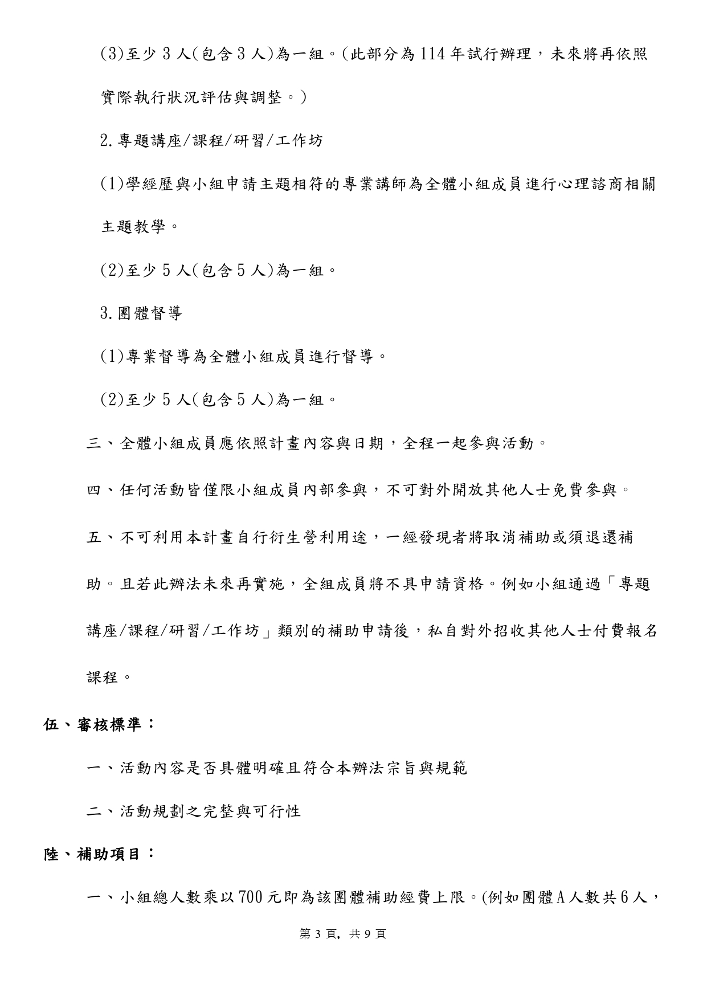 (3)至少 3 人(包含 3 人)為一組。(此部分為 114 年試行辦理，未來將再依照
實際執行狀況評估與調整。)
2.專題講座/課程/研習/工作坊
(1)學經歷與小組申請主題相符的專業講師為全體小組成員進行心理諮商相關
主題教學。
(2)至少 5 人(包含 5 人)為一組。
3.團體督導
(1)專業督導為全體小組成員進行督導。
(2)至少 5 人(包含 5 人)為一組。
三、全體小組成員應依照計畫內容與日期，全程一起參與活動。
四、任何活動皆僅限小組成員內部參與，不可對外開放其他人士免費參與。
五、不可利用本計畫自行衍生營利用途，一經發現者將取消補助或須退還補
助。且若此辦法未來再實施，全組成員將不具申請資格。例如小組通過「專題
講座/課程/研習/工作坊」類別的補助申請後，私自對外招收其他人士付費報名
課程。
伍、審核標準：
一、活動內容是否具體明確且符合本辦法宗旨與規範
二、活動規劃之完整與可行性
陸、補助項目：
一、小組總人數乘以 700 元即為該團體補助經費上限。(例如團體 A 人數共 6 人，
第 3 頁, 共 9 頁